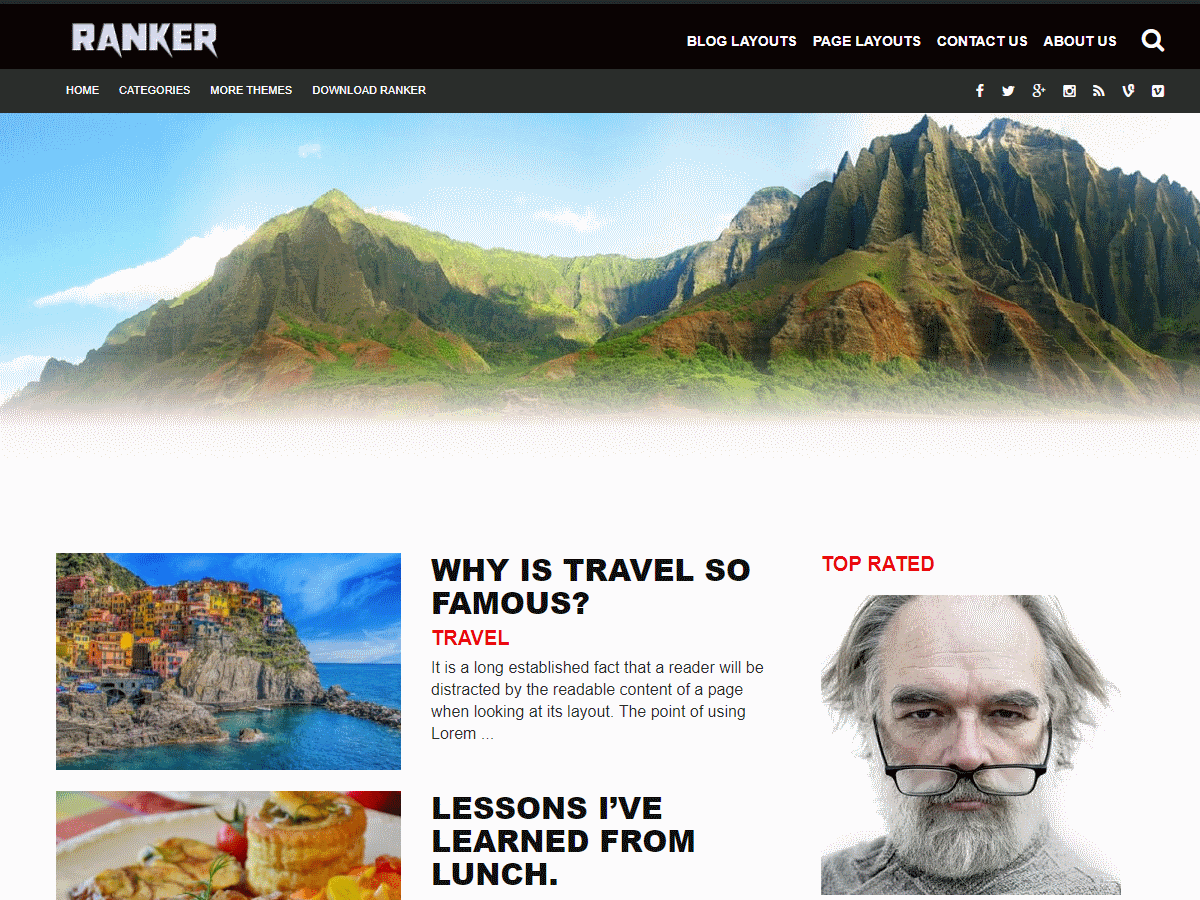 RANKER
BLOG LAYOUTS PAGE LAYOUTS CONTACT US ABOUT US
HOME CATEGORIES MORE THEMES DOWNLOAD RANKER
WHY IS TRAVEL SO
FAMOUS?
TRAVEL
It is a long established fact that a reader will be
distracted by the readable content of a page
when looking at its layout. The point of using
Lorem ...
LESSONS I’VE
LEARNED FROM
LUNCH.
TOP RATED